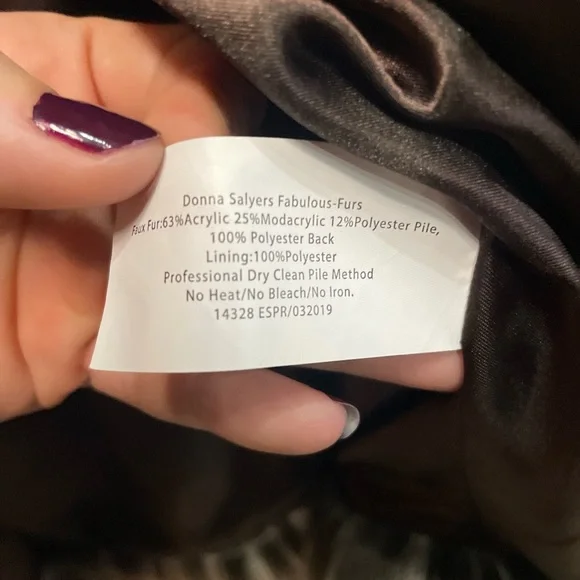 Donna Salyers Fabulous-Furs
Faux Fur:63%Acrylic 25%Modacrylic 12%Polyester Pile,
100% Polyester Back
Lining:100%Polyester
Professional Dry Clean Pile Method
No Heat/No Bleach/No Iron.
14328 ESPR/032019